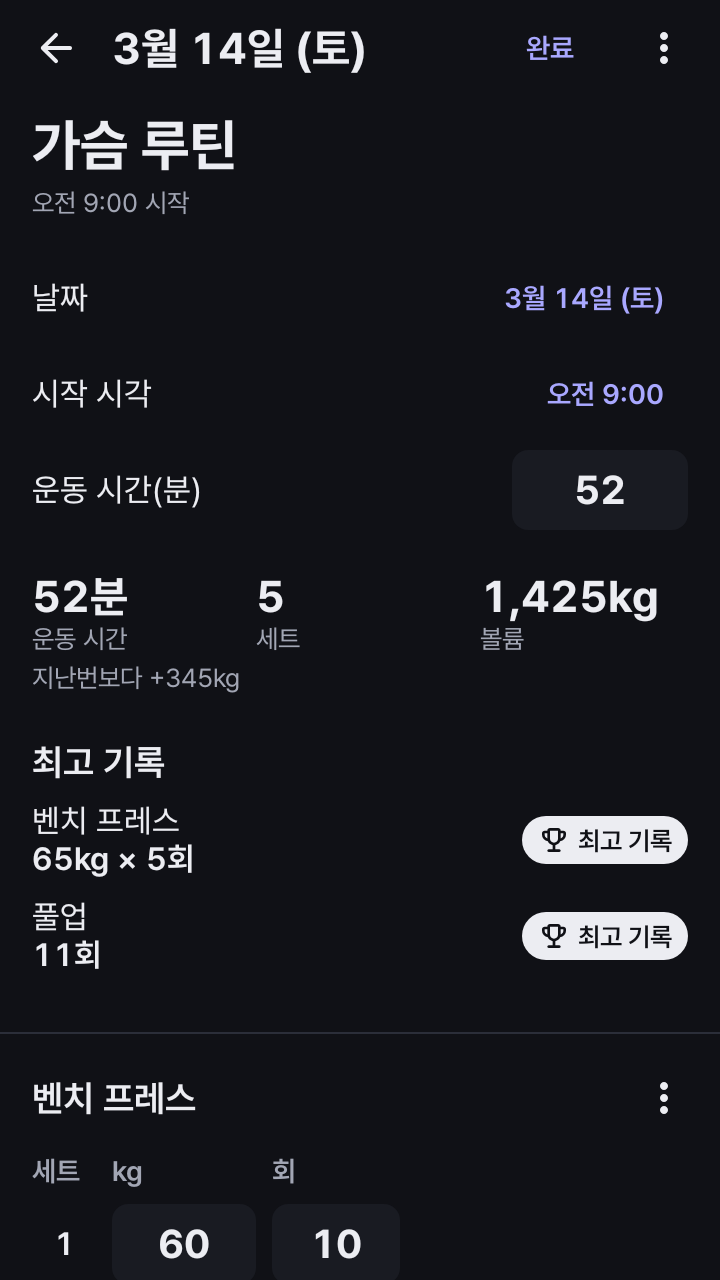 3월 14일 (토) 완료
가슴 루틴
오전 9:00 시작
날짜 3월 14일 (토)
시작 시각 오전 9:00
운동 시간(분) 52
52분 5 1,425kg
운동 시간 세트 볼륨
지난번보다 +345kg
최고 기록
벤치 프레스
65kg × 5회 최고 기록
풀업
11회 최고 기록
벤치 프레스
세트 kg 회
1 60 10